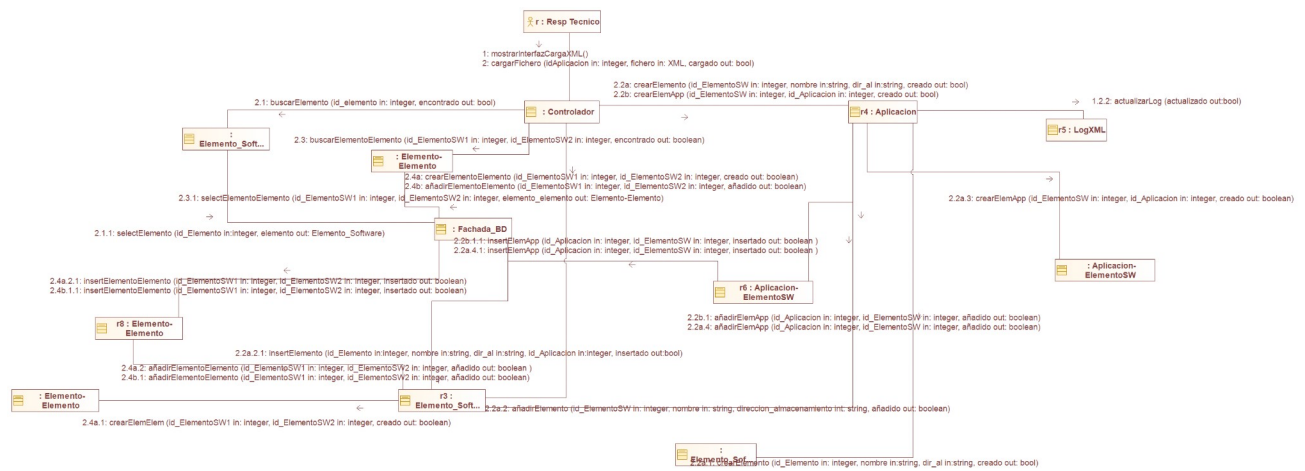 r : Resp Tecnico
1: mostrarInterfazCargaXML()
2: cargarFichero (idAplicacion in: integer, fichero in: XML, cargado out: bool)
2.2a: crearElemento (id_ElementoSW in: integer, nombre in:string, dir_al in:string, creado out: bool)
2.2b: crearElemApp (id_ElementoSW in: integer, id_Aplicacion in: integer, creado out: bool)
2.1: buscarElemento (id_elemento in: integer, encontrado out: bool)
: Controlador
r4 : Aplicacion
1.2.2: actualizarLog (actualizado out:bool)
r5 : LogXML
:
Elemento_Soft...
2.3: buscarElementoElemento (id_ElementoSW1 in: integer, id_ElementoSW2 in: integer, encontrado out: boolean)
: Elemento-
Elemento
2.4a: crearElementoElemento (id_ElementoSW1 in: integer, id_ElementoSW2 in: integer, creado out: boolean)
2.4b: añadirElementoElemento (id_ElementoSW1 in: integer, id_ElementoSW2 in: integer, añadido out: boolean)
2.3.1: selectElementoElemento (id_ElementoSW1 in: integer, id_ElementoSW2 in: integer, elemento_elemento out: Elemento-Elemento)
2.2a.3: crearElemApp (id_ElementoSW in: integer, id_Aplicacion in: integer, creado out: boolean)
: Fachada_BD
2.1.1: selectElemento (id_Elemento in:integer, elemento out: Elemento_Software)
2.2b.1.1: insertElemApp (id_Aplicacion in: integer, id_ElementoSW in: integer, insertado out: boolean )
2.2a.4.1: insertElemApp (id_Aplicacion in: integer, id_ElementoSW in: integer, insertado out: boolean )
: Aplicacion-
ElementoSW
2.4a.2.1: insertElementoElemento (id_ElementoSW1 in: integer, id_ElementoSW2 in: integer, insertado out: boolean)
2.4b.1.1: insertElementoElemento (id_ElementoSW1 in: integer, id_ElementoSW2 in: integer, insertado out: boolean)
r6 : Aplicacion-
ElementoSW
r8 : Elemento-
Elemento
2.2b.1: añadirElemApp (id_Aplicacion in: integer, id_ElementoSW in: integer, añadido out: boolean)
2.2a.4: añadirElemApp (id_Aplicacion in: integer, id_ElementoSW in: integer, añadido out: boolean)
2.2a.2.1: insertElemento (id_Elemento in:integer, nombre in:string, dir_al in:string, id_Aplicacion in:integer, insertado out:bool)
2.4a.2: añadirElementoElemento (id_ElementoSW1 in: integer, id_ElementoSW2 in: integer, añadido out: boolean )
2.4b.1: añadirElementoElemento (id_ElementoSW1 in: integer, id_ElementoSW2 in: integer, añadido out: boolean)
: Elemento-
Elemento
r3 :
Elemento_Soft...
2.2a.2: añadirElemento (id_ElementoSW in: integer, nombre in: string, direccion_almacenamiento int: string, añadido out: boolean)
2.4a.1: crearElemElem (id_ElementoSW1 in: integer, id_ElementoSW2 in: integer, creado out: boolean)
:
Elemento_Sof...
2.2a.1: crearElemento (id_Elemento in: integer, nombre in:string, dir_al in:string, creado out: bool)